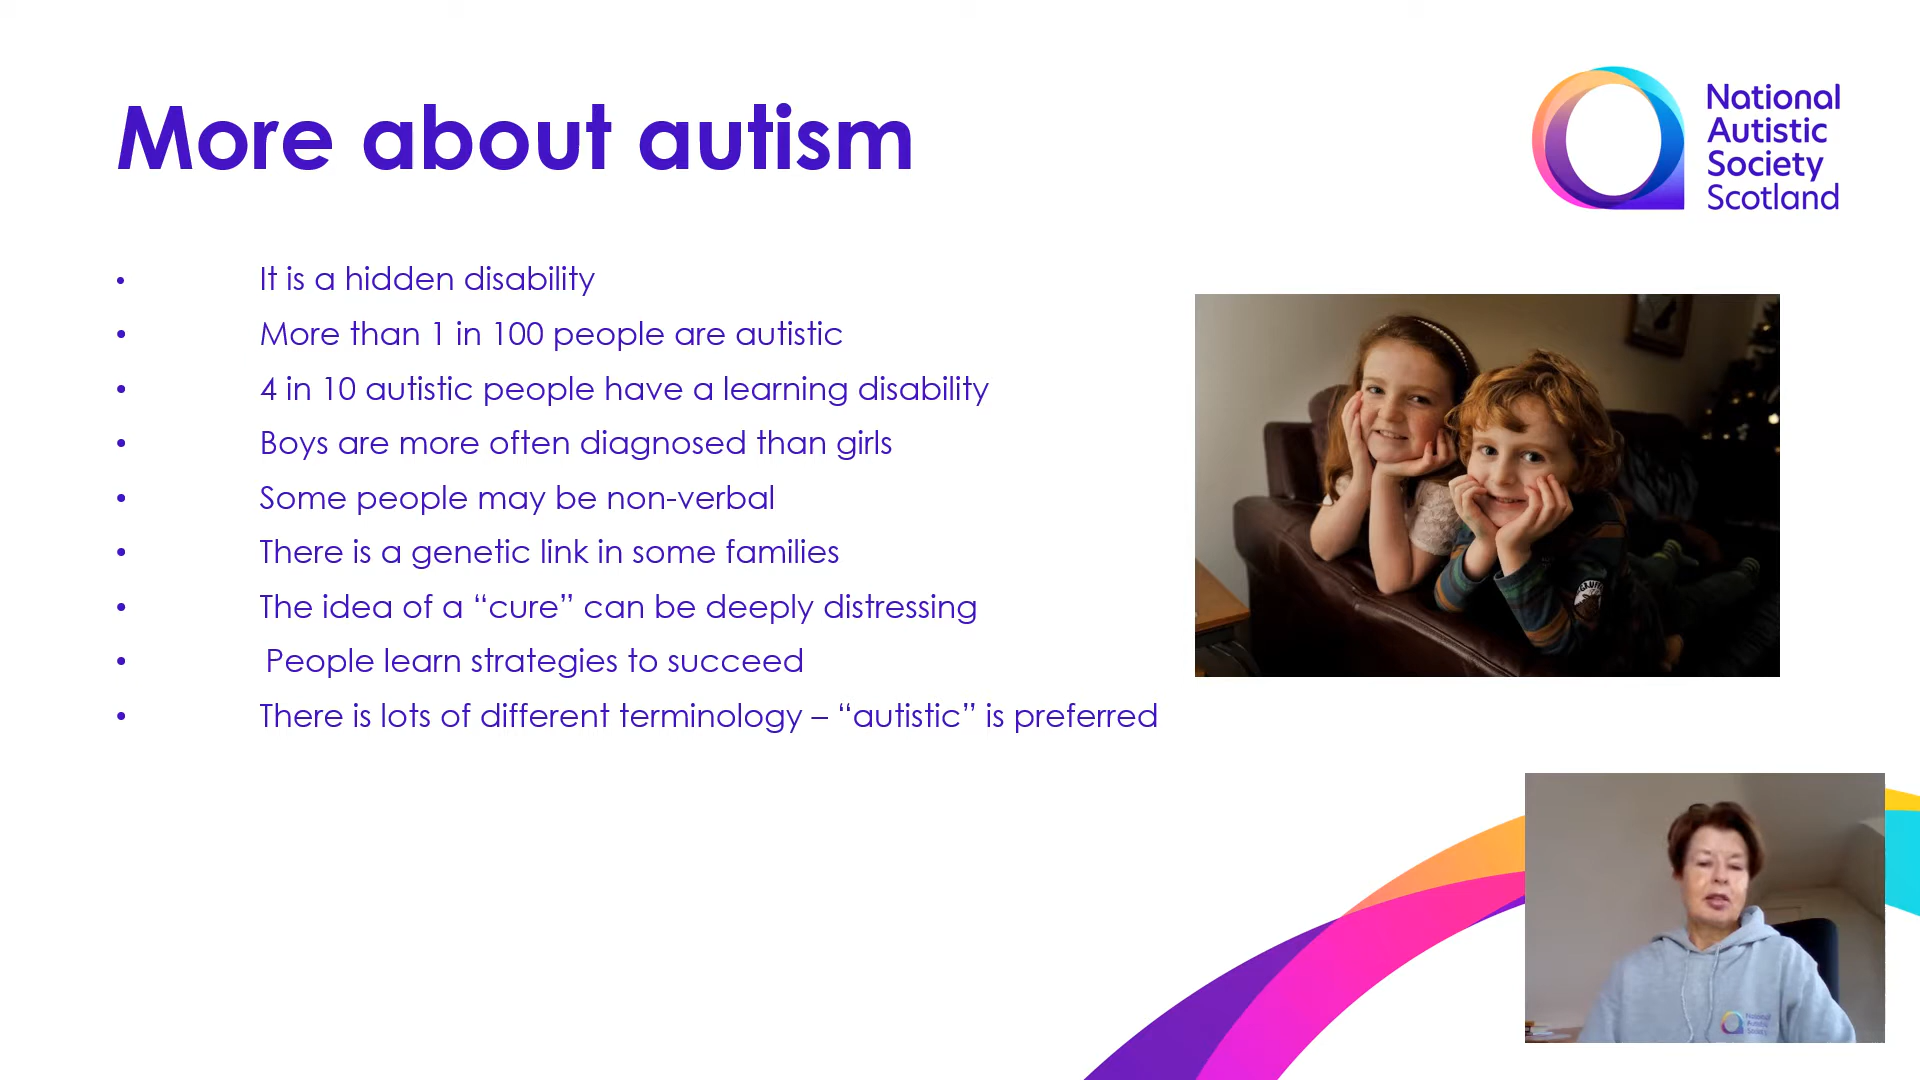 More about autism
National
Autistic
Society
Scotland
• It is a hidden disability
• More than 1 in 100 people are autistic
• 4 in 10 autistic people have a learning disability
• Boys are more often diagnosed than girls
• Some people may be non-verbal
• There is a genetic link in some families
• The idea of a “cure” can be deeply distressing
• People learn strategies to succeed
• There is lots of different terminology – “autistic” is preferred
National
Autistic
Society